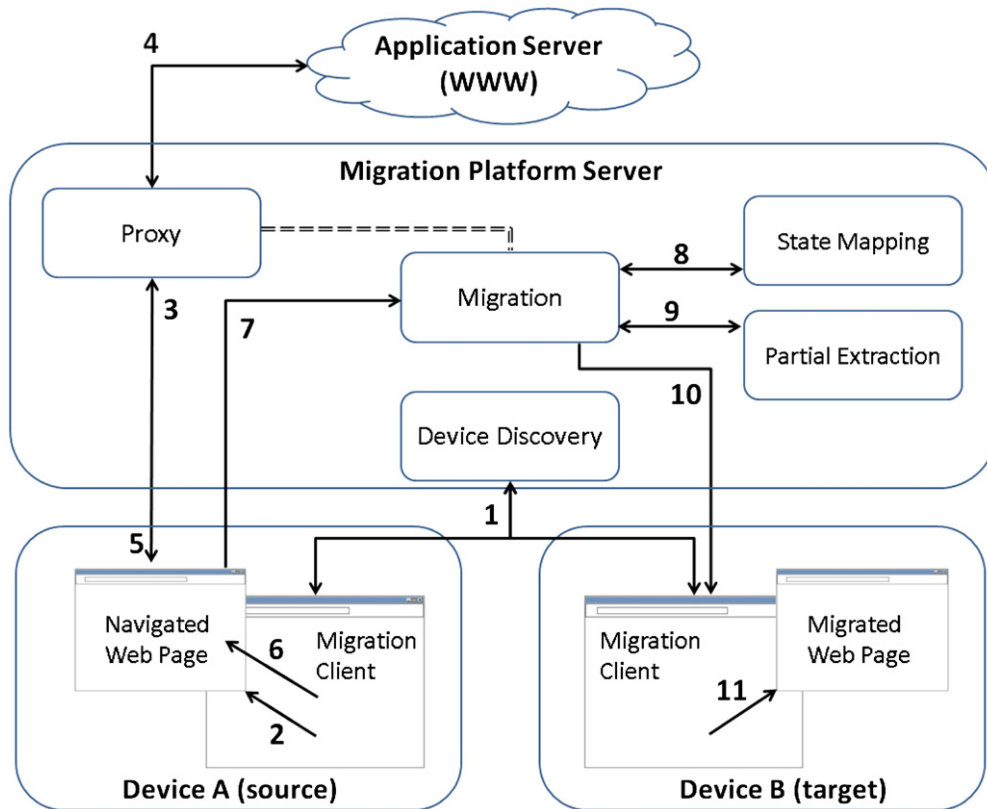 4
Application Server
(WWW)
Migration Platform Server
Proxy
State Mapping
8
Migration
3
7
9
Partial Extraction
10
Device Discovery
1
5
Navigated
Web Page
6
Migration
Client
2
Migration
Client
Migrated
Web Page
11
Device A (source)
Device B (target)